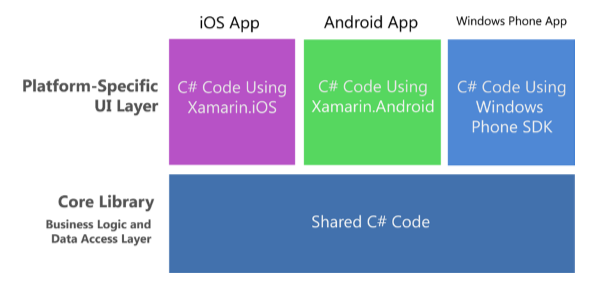 iOS App
Android App
Windows Phone App
Platform-Specific
UI Layer
C# Code Using
Xamarin.iOS
C# Code Using
Xamarin.Android
C# Code Using
Windows
Phone SDK
Core Library
Business Logic and
Data Access Layer
Shared C# Code